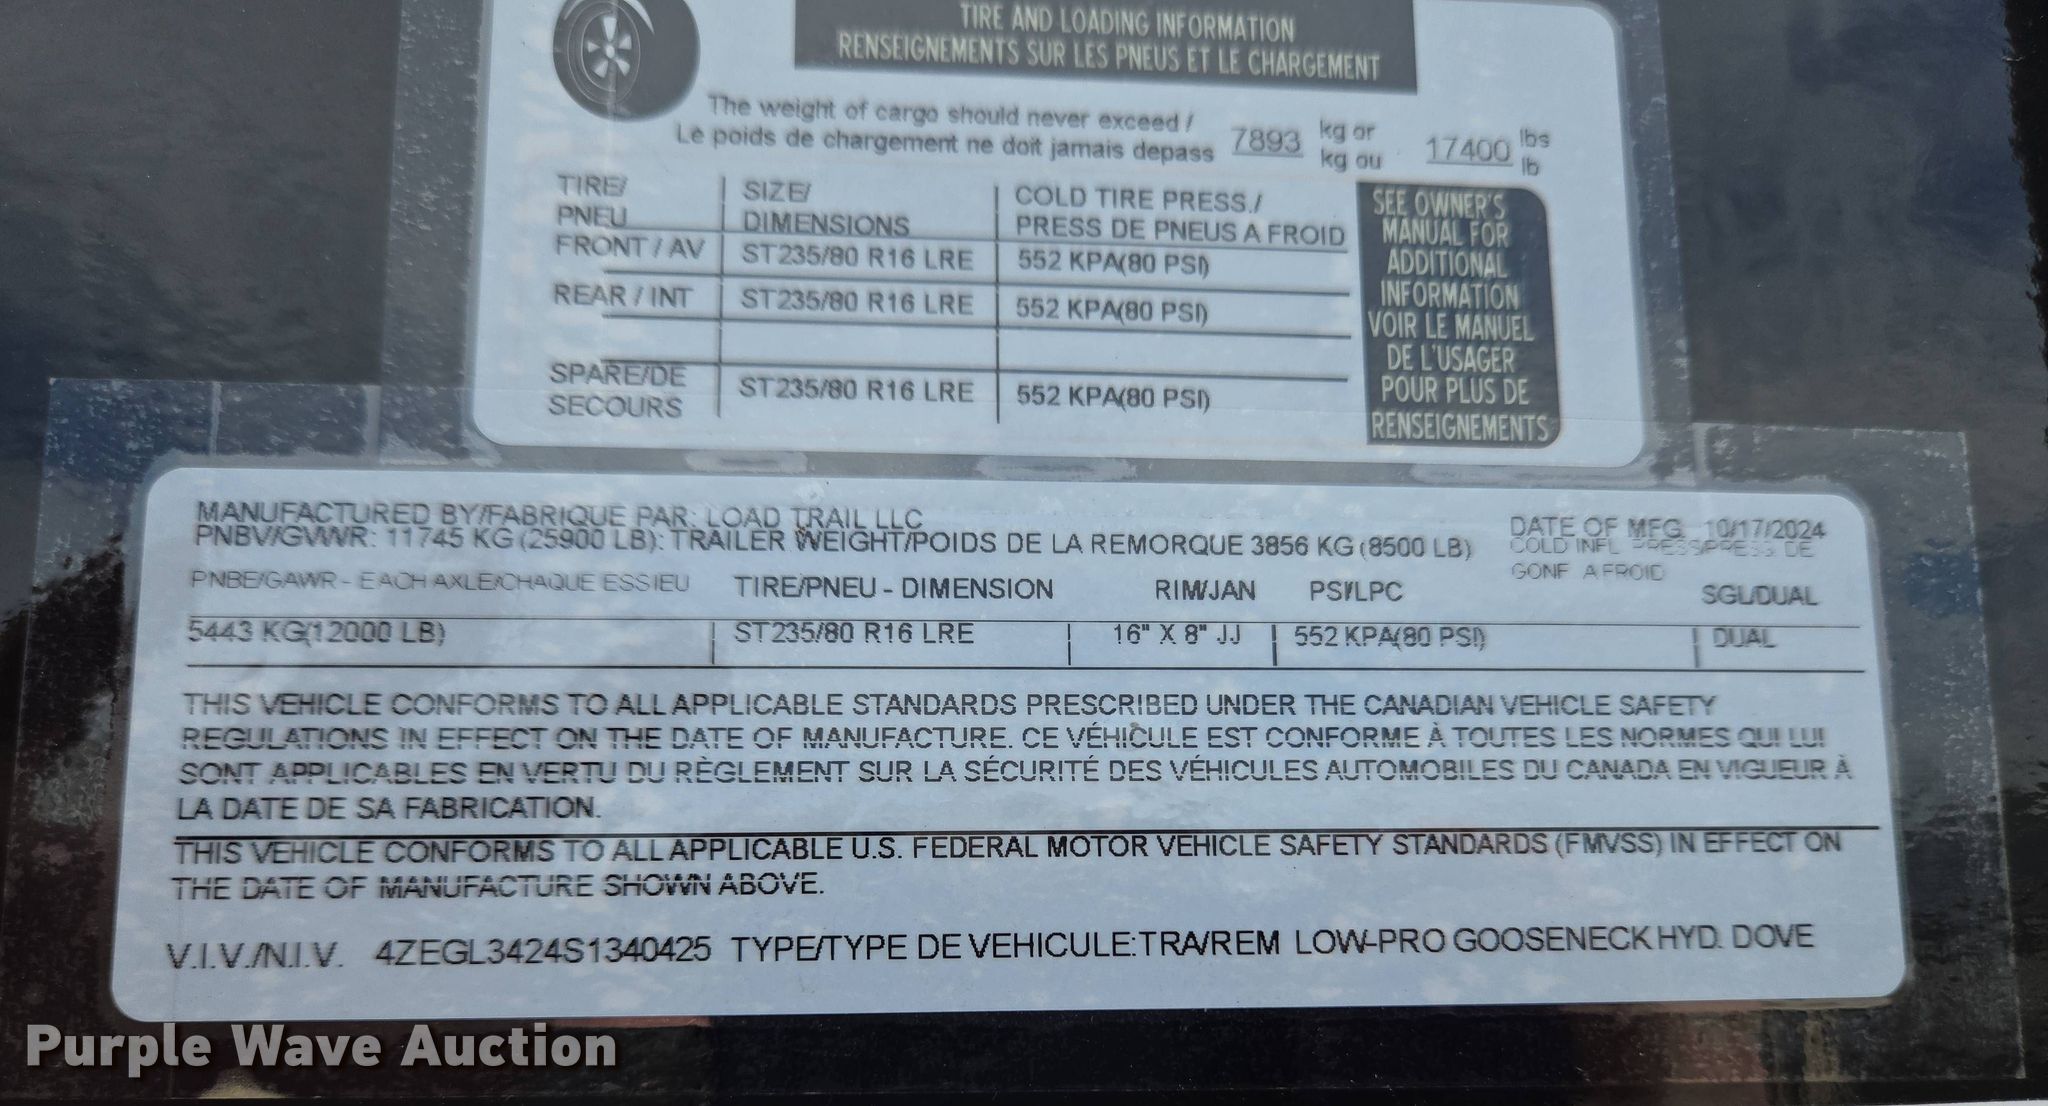 TIRE AND LOADING INFORMATION
RENSEIGNEMENTS SUR LES PNEUS ET LE CHARGEMENT
The weight of cargo should never exceed / 
Le poids de chargement ne doit jamais depass 7893 kg or kg ou 17400 lbs lb
TIRE/ SIZE/ COLD TIRE PRESS./
PNEU DIMENSIONS PRESS DE PNEUS A FROID
FRONT / AV ST235/80 R16 LRE 552 KPA(80 PSI)
REAR / INT ST235/80 R16 LRE 552 KPA(80 PSI)
SPARE/DE
SECOURS ST235/80 R16 LRE 552 KPA(80 PSI)
SEE OWNER'S
MANUAL FOR
ADDITIONAL
INFORMATION
VOIR LE MANUEL
DE L'USAGER
POUR PLUS DE
RENSEIGNEMENTS
MANUFACTURED BY/FABRIQUE PAR: LOAD TRAIL LLC DATE OF MFG. 10/17/2024
PNBV/GVWR: 11745 KG (25900 LB): TRAILER WEIGHT/POIDS DE LA REMORQUE 3856 KG (8500 LB)
COLD INFL PRESS/PRESS. DE
GONF. A FROID
PNBE/GAWR - EACH AXLE/CHAQUE ESSIEU TIRE/PNEU - DIMENSION RIM/JAN PSI/LPC SGL/DUAL
5443 KG(12000 LB) ST235/80 R16 LRE 16" X 8" JJ 552 KPA(80 PSI) DUAL
THIS VEHICLE CONFORMS TO ALL APPLICABLE STANDARDS PRESCRIBED UNDER THE CANADIAN VEHICLE SAFETY
REGULATIONS IN EFFECT ON THE DATE OF MANUFACTURE. CE VÉHICULE EST CONFORME À TOUTES LES NORMES QUI LUI
SONT APPLICABLES EN VERTU DU RÈGLEMENT SUR LA SÉCURITÉ DES VÉHICULES AUTOMOBILES DU CANADA EN VIGUEUR À
LA DATE DE SA FABRICATION.
THIS VEHICLE CONFORMS TO ALL APPLICABLE U.S. FEDERAL MOTOR VEHICLE SAFETY STANDARDS (FMVSS) IN EFFECT ON
THE DATE OF MANUFACTURE SHOWN ABOVE.
V.I.V./N.I.V. 4ZEGL3424S1340425 TYPE/TYPE DE VEHICULE:TRA/REM LOW-PRO GOOSENECK HYD. DOVE
Purple Wave Auction